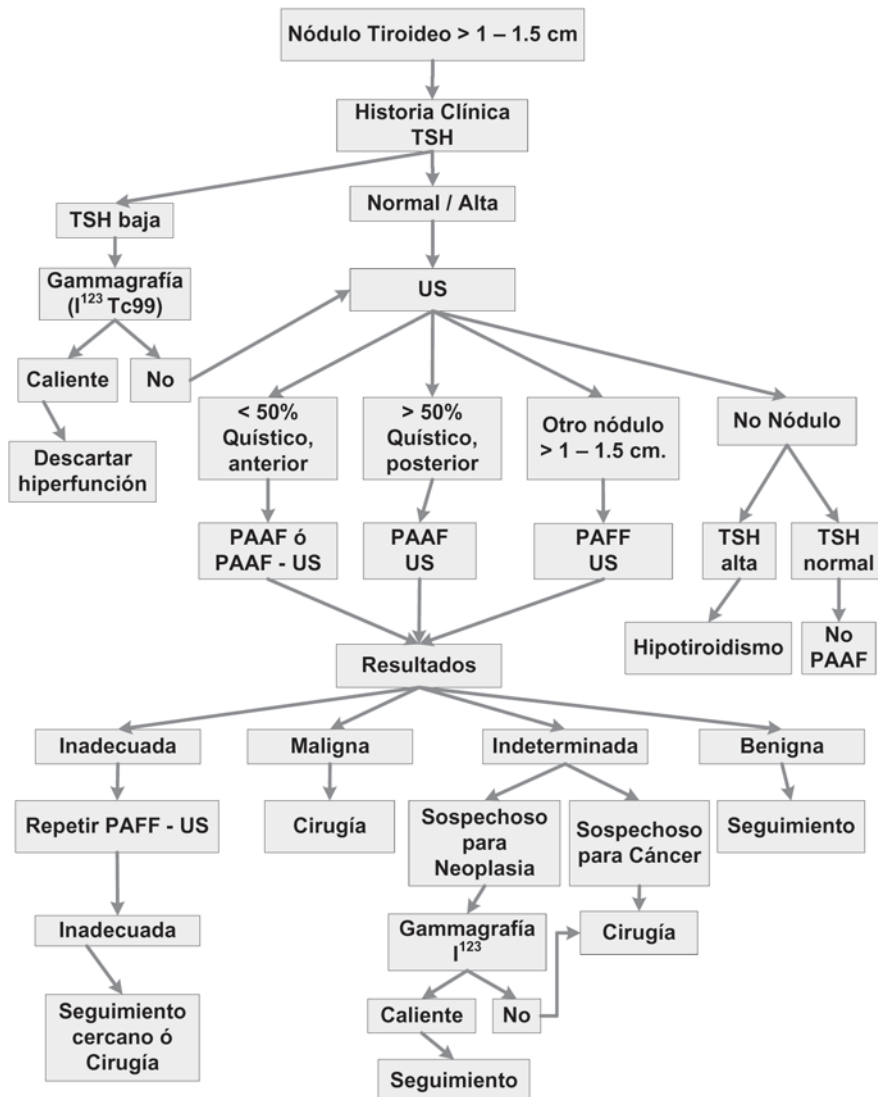 Nódulo Tiroideo > 1 – 1.5 cm
Historia Clínica
TSH
TSH baja
Normal / Alta
Gammagrafía
(I¹²³ Tc99)
US
Caliente
No
Descartar
hiperfunción
< 50%
Quístico,
anterior
> 50%
Quístico,
posterior
Otro nódulo
> 1 – 1.5 cm.
No Nódulo
PAAF ó
PAAF - US
PAAF
US
PAFF
US
TSH
alta
TSH
normal
Hipotiroidismo
No
PAAF
Resultados
Inadecuada
Maligna
Indeterminada
Benigna
Repetir PAFF - US
Cirugía
Sospechoso
para
Neoplasia
Sospechoso
para Cáncer
Seguimiento
Inadecuada
Gammagrafía
I¹²³
Cirugía
Seguimiento
cercano ó
Cirugía
Caliente
No
Seguimiento